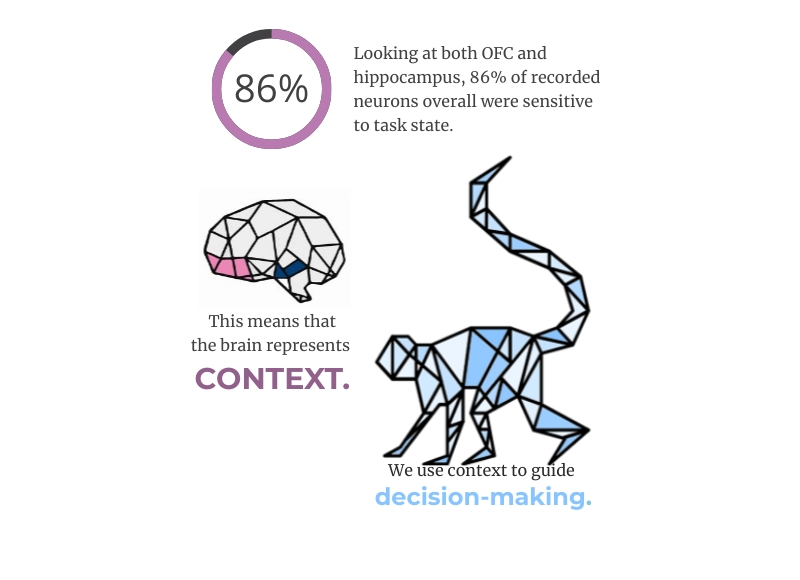 86%
Looking at both OFC and
hippocampus, 86% of recorded
neurons overall were sensitive
to task state.
This means that
the brain represents
CONTEXT.
We use context to guide
decision-making.